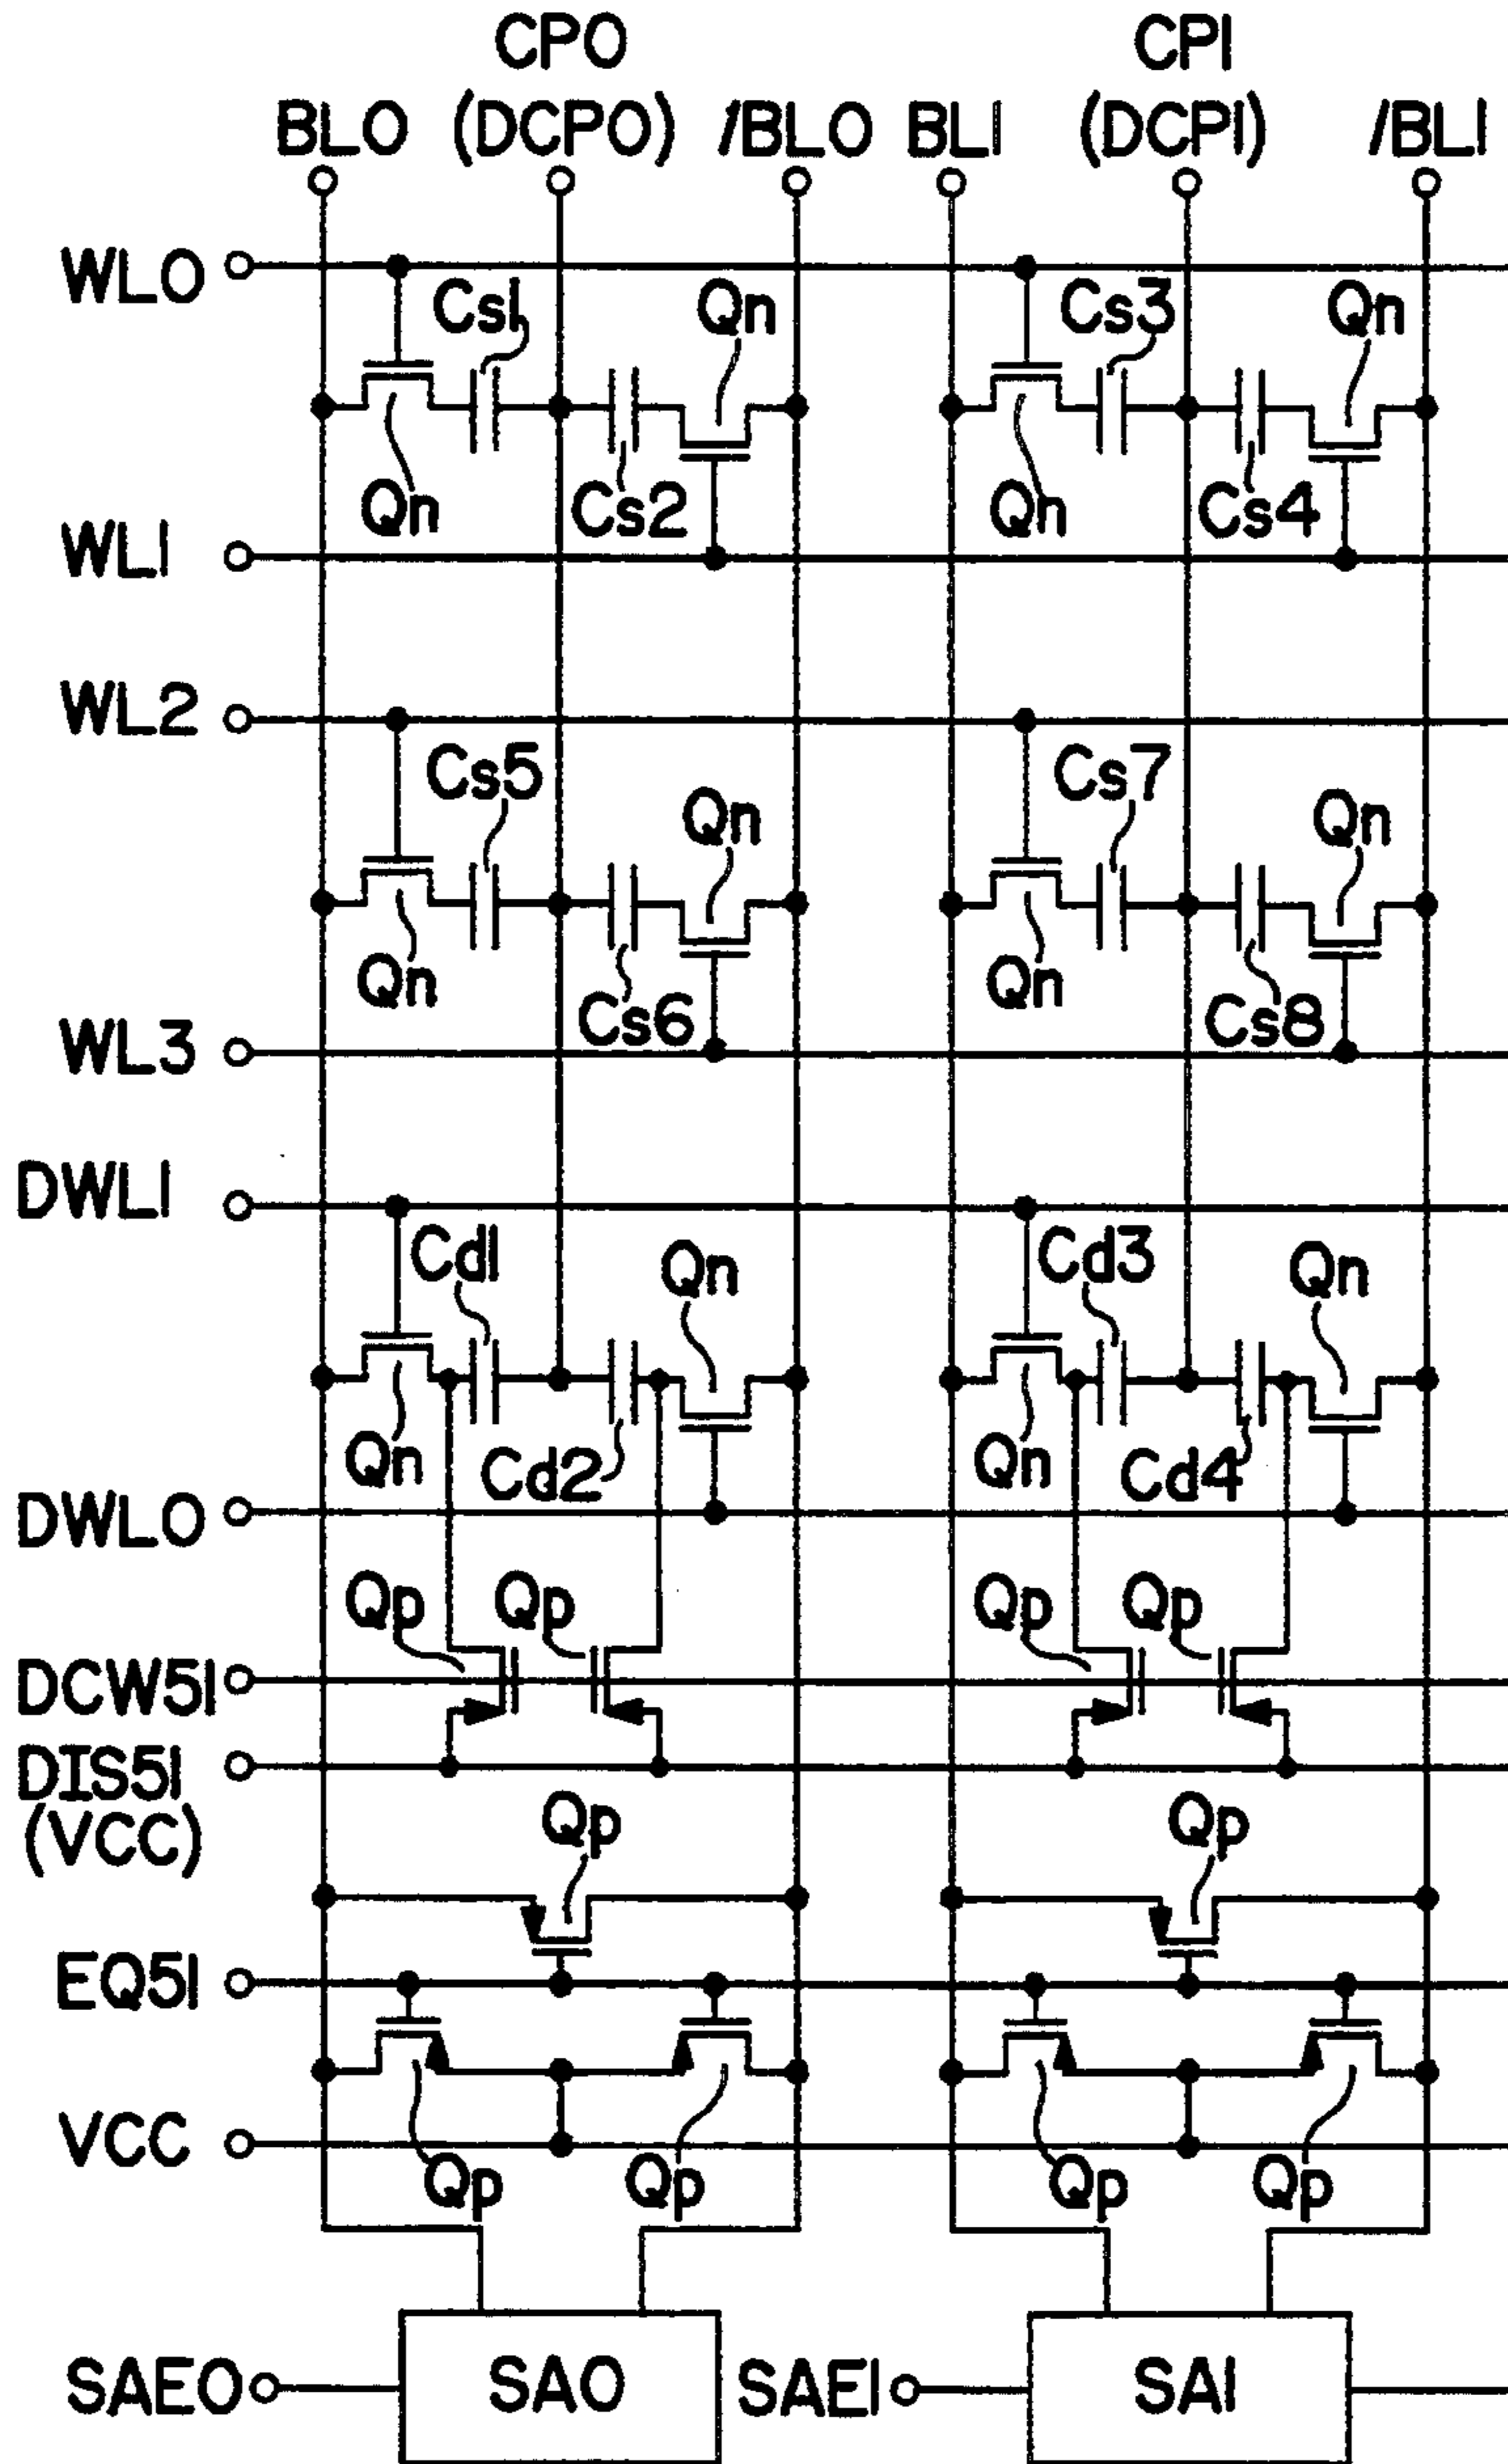 CP0 CP1
BL0 (DCP0) /BL0 BL1 (DCP1) /BL1
WL0
Cs1 Qn Cs3 Qn
Qn Cs2 Qn Cs4
WL1
WL2
Cs5 Qn Cs7 Qn
Qn Cs6 Qn Cs8
WL3
DWL1
Cd1 Qn Cd3 Qn
Qn Cd2 Qn Cd4
DWL0
Qp Qp Qp Qp
DCW51
DIS51
(VCC)
Qp Qp
EQ51
VCC
Qp Qp Qp Qp
SAE0 SA0 SAE1 SA1